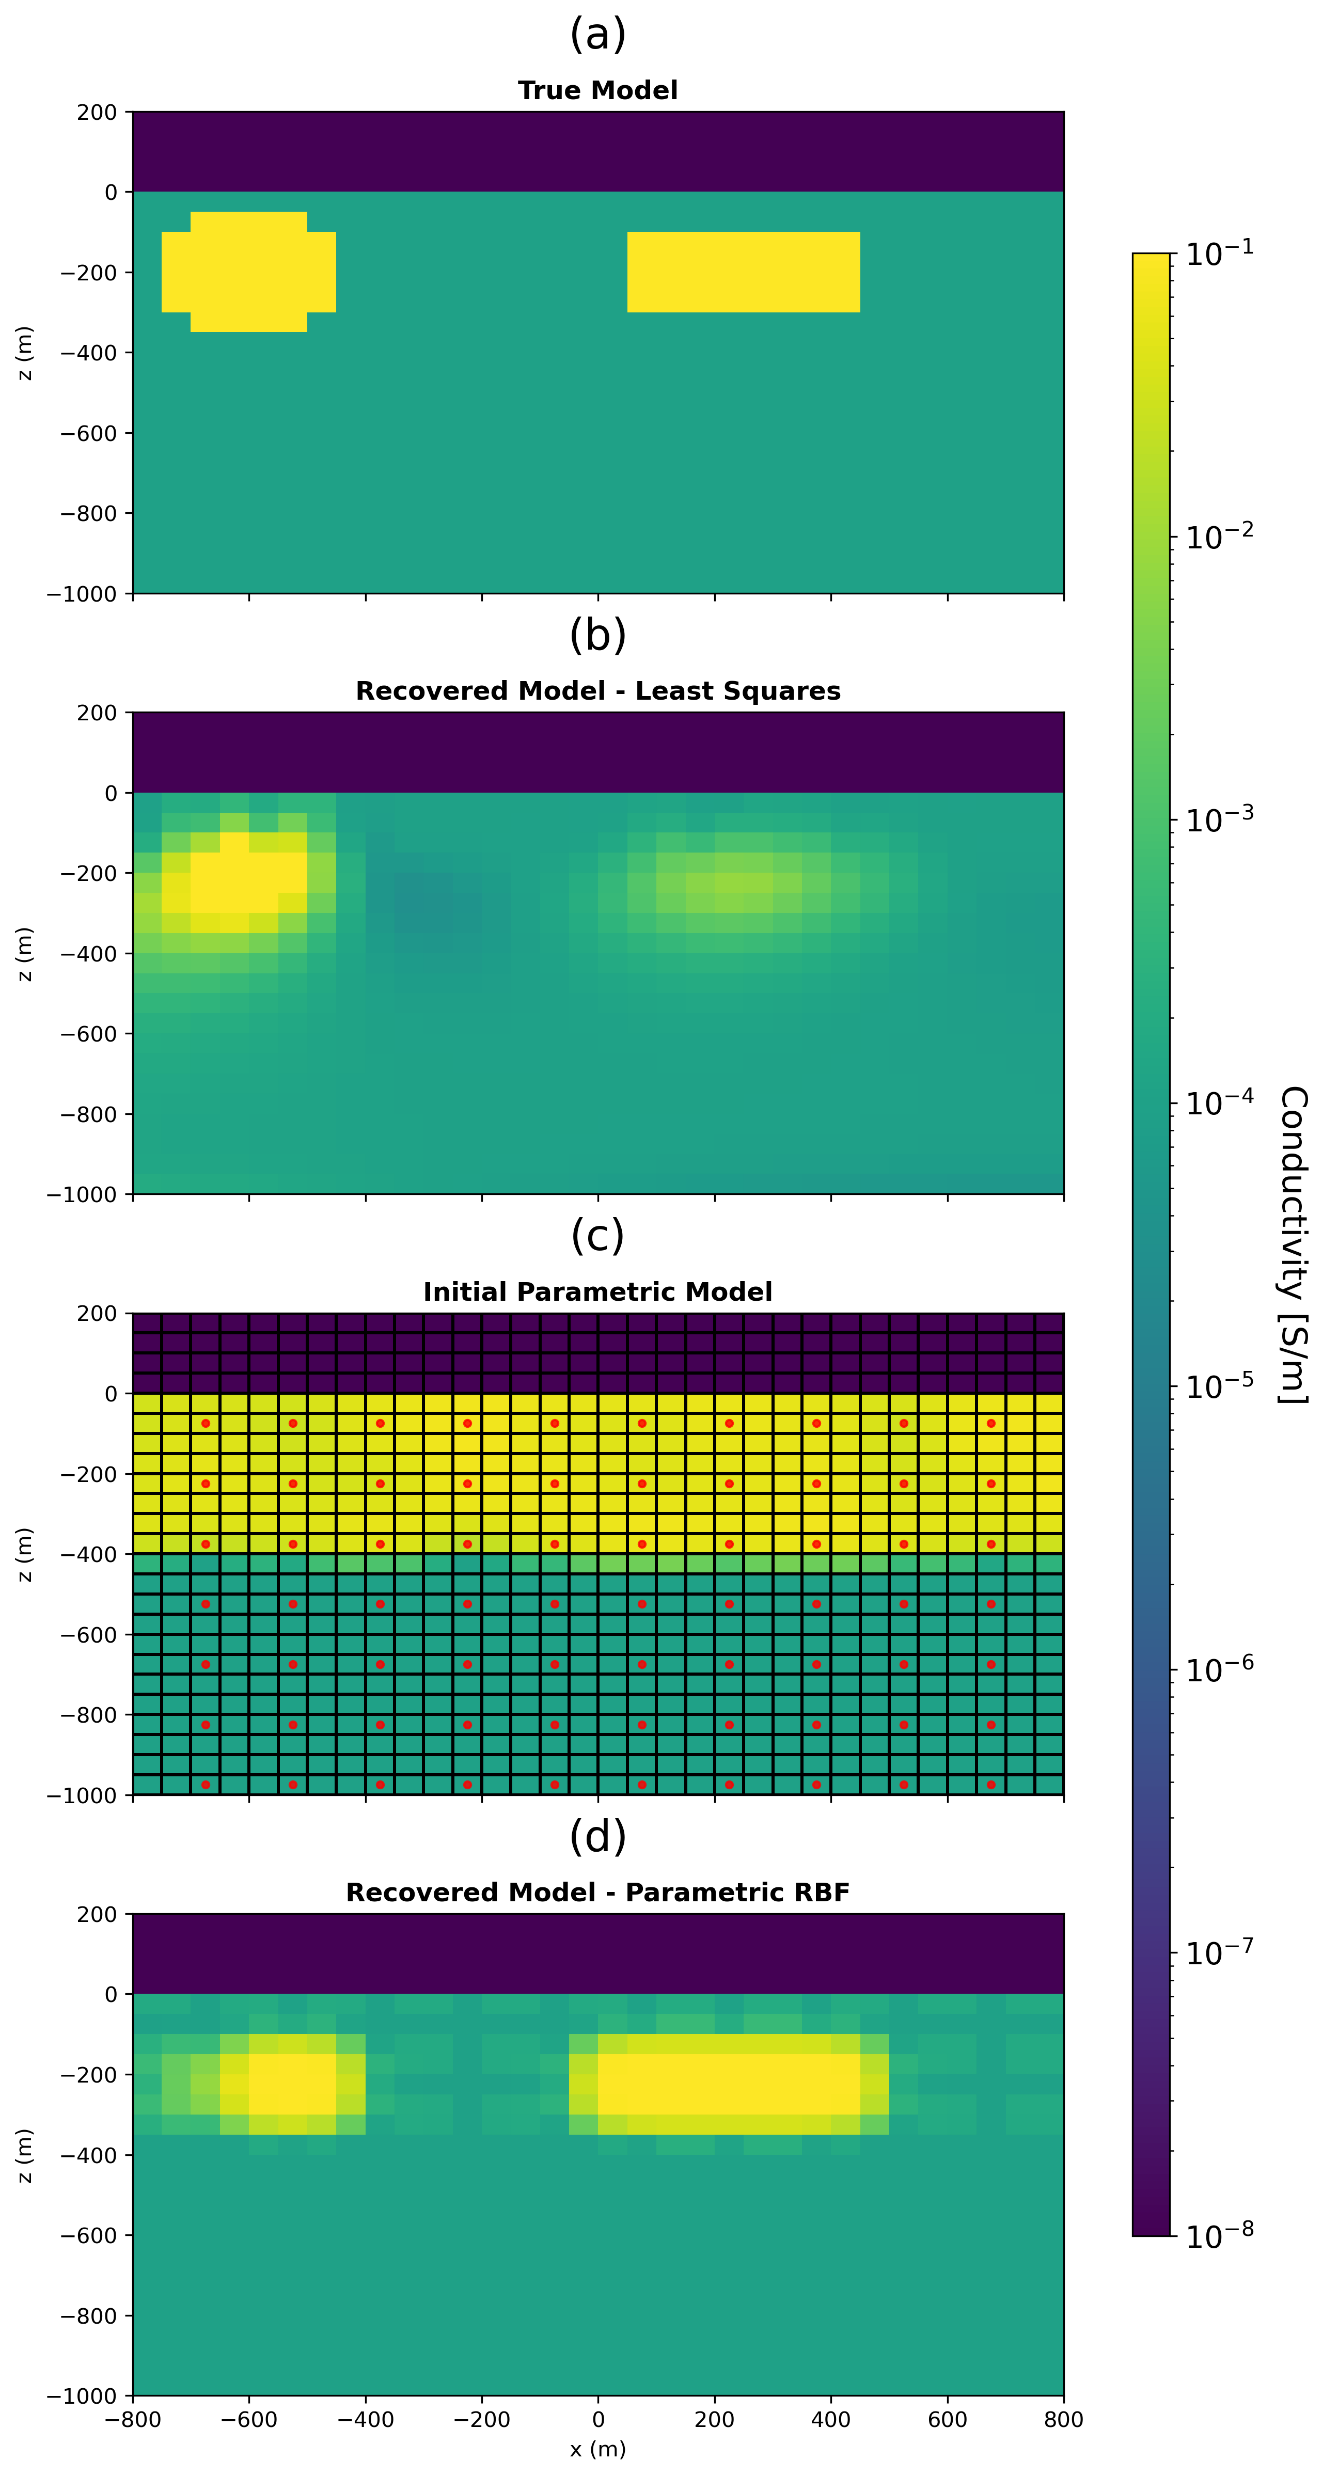 (a)
True Model
200
0
−200
−400
−600
−800
−1000
z (m)
(b)
Recovered Model - Least Squares
200
0
−200
−400
−600
−800
−1000
z (m)
(c)
Initial Parametric Model
200
0
−200
−400
−600
−800
−1000
z (m)
(d)
Recovered Model - Parametric RBF
200
0
−200
−400
−600
−800
−1000
z (m)
−800 −600 −400 −200 0 200 400 600 800
x (m)
10⁻¹
10⁻²
10⁻³
10⁻⁴
10⁻⁵
10⁻⁶
10⁻⁷
10⁻⁸
Conductivity [S/m]